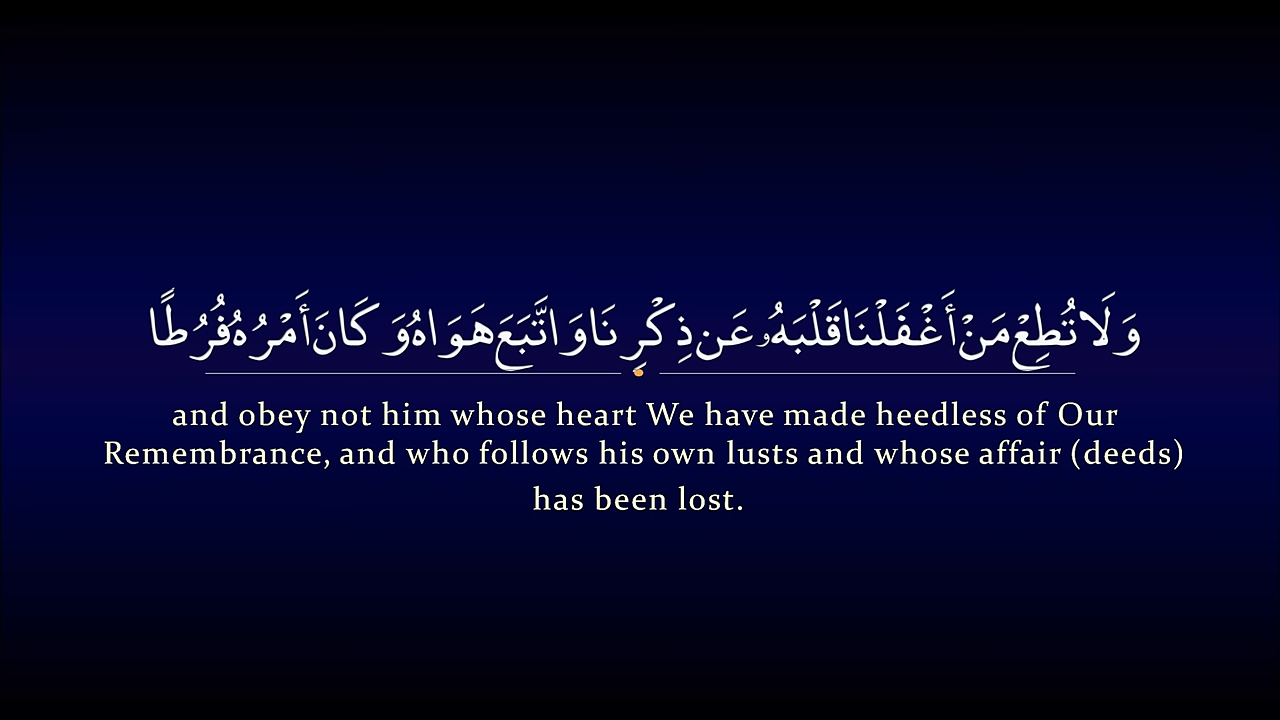 وَلَا تُطِعْ مَنْ أَغْفَلْنَا قَلْبَهُۥ عَن ذِكْرِنَا وَاتَّبَعَ هَوَاهُ وَكَانَ أَمْرُهُ فُرُطًا
and obey not him whose heart We have made heedless of Our
Remembrance, and who follows his own lusts and whose affair (deeds)
has been lost.